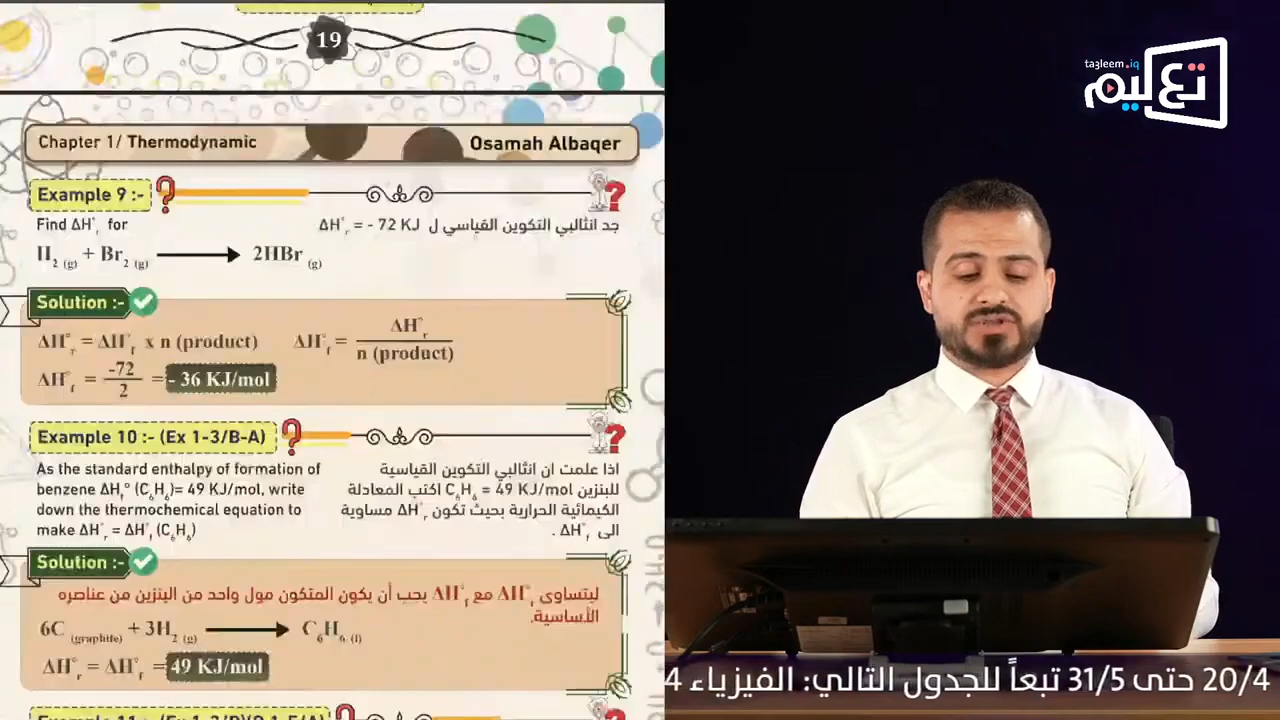 19
Chapter 1/ Thermodynamic
Osamah Albaqer
Example 9 :-
Find ΔH°r for
جد انثالبي التكوين القياسي ل ΔH°r = - 72 KJ
H2 (g) + Br2 (g) ⟶ 2HBr (g)
Solution :-
ΔH°r = ΔH°f x n (product)
ΔH°f = ΔH°r / n (product)
ΔH°f = -72 / 2 = - 36 KJ/mol
Example 10 :- (Ex 1-3/B-A)
As the standard enthalpy of formation of
benzene ΔHf° (C6H6)= 49 KJ/mol, write
down the thermochemical equation to
make ΔH°r = ΔH°f (C6H6)
اذا علمت ان انثالبي التكوين القياسية
للبنزين C6H6 = 49 KJ/mol اكتب المعادلة
الكيمائية الحرارية بحيث تكون ΔH°r مساوية
الى ΔH°f .
Solution :-
ليتساوى ΔH°f مع ΔH°r يجب أن يكون المتكون مول واحد من البنزين من عناصره
الأساسية.
6C (graphite) + 3H2 (g) ⟶ C6H6 (l)
ΔH°r = ΔH°f = 49 KJ/mol
ta3leem.iq
تعليم
20/4 حتى 31/5 تبعاً للجدول التالي: الفيزياء 4